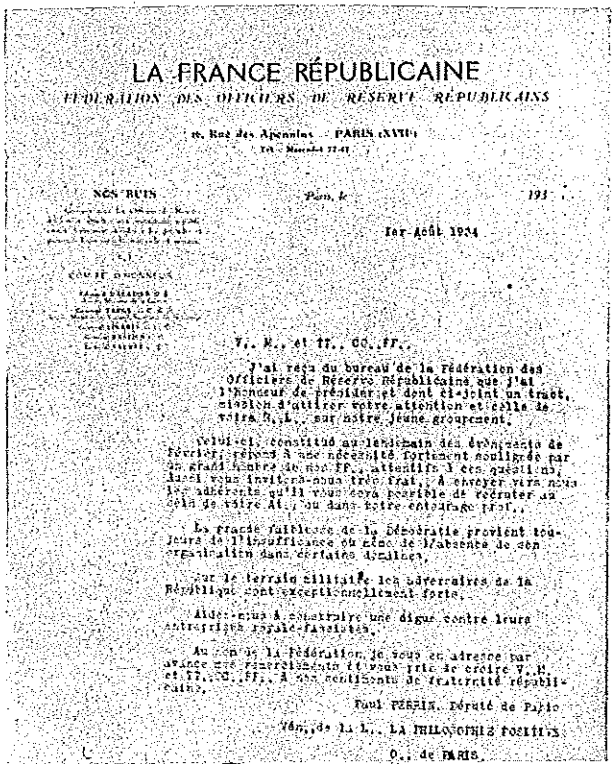 LA FRANCE RÉPUBLICAINE
FÉDÉRATION DES OFFICIERS DE RÉSERVE RÉPUBLICAINS
Rue des Apennins - PARIS (XVIIe)
Tél. Marcadet
NOS BUTS
Paris, le 193
1er Août 1934
COMITÉ D'HONNEUR
V.. M.. et TT.. CC.. FF..
J'ai reçu du bureau de la Fédération des
Officiers de Réserve Républicains que j'ai
l'honneur de présider et dont ci-joint un tract,
mission d'attirer votre attention et celle de
votre R.. L.. sur notre jeune groupement.
Celui-ci, constitué au lendemain des évènements de
février, répond à une nécessité fortement soulignée par
un grand nombre de nos FF.. attentifs à ces questions.
Aussi vous invitons-nous très frat.. à envoyer vers nous
les adhérents qu'il vous sera possible de recruter au
sein de votre At.. ou dans votre entourage prof..
La grande faiblesse de la Démocratie provient tou-
jours de l'insuffisance ou même de l'absence de son
organisation dans certains domaines.
Sur le terrain militaire les adversaires de la
République sont exceptionnellement forts.
Aidez-nous à construire une digue contre leurs
entreprises royalo-fascistes.
Au nom de la Fédération, je vous en adresse par
avance mes remerciements et vous prie de croire V.. M..
et TT.. CC.. FF.. à nos sentiments de fraternité républi-
caine.
Paul PERRIN, Député de Paris
Vén.. de la L.. LA PHILOSOPHIE POSITIVE
O.. de PARIS